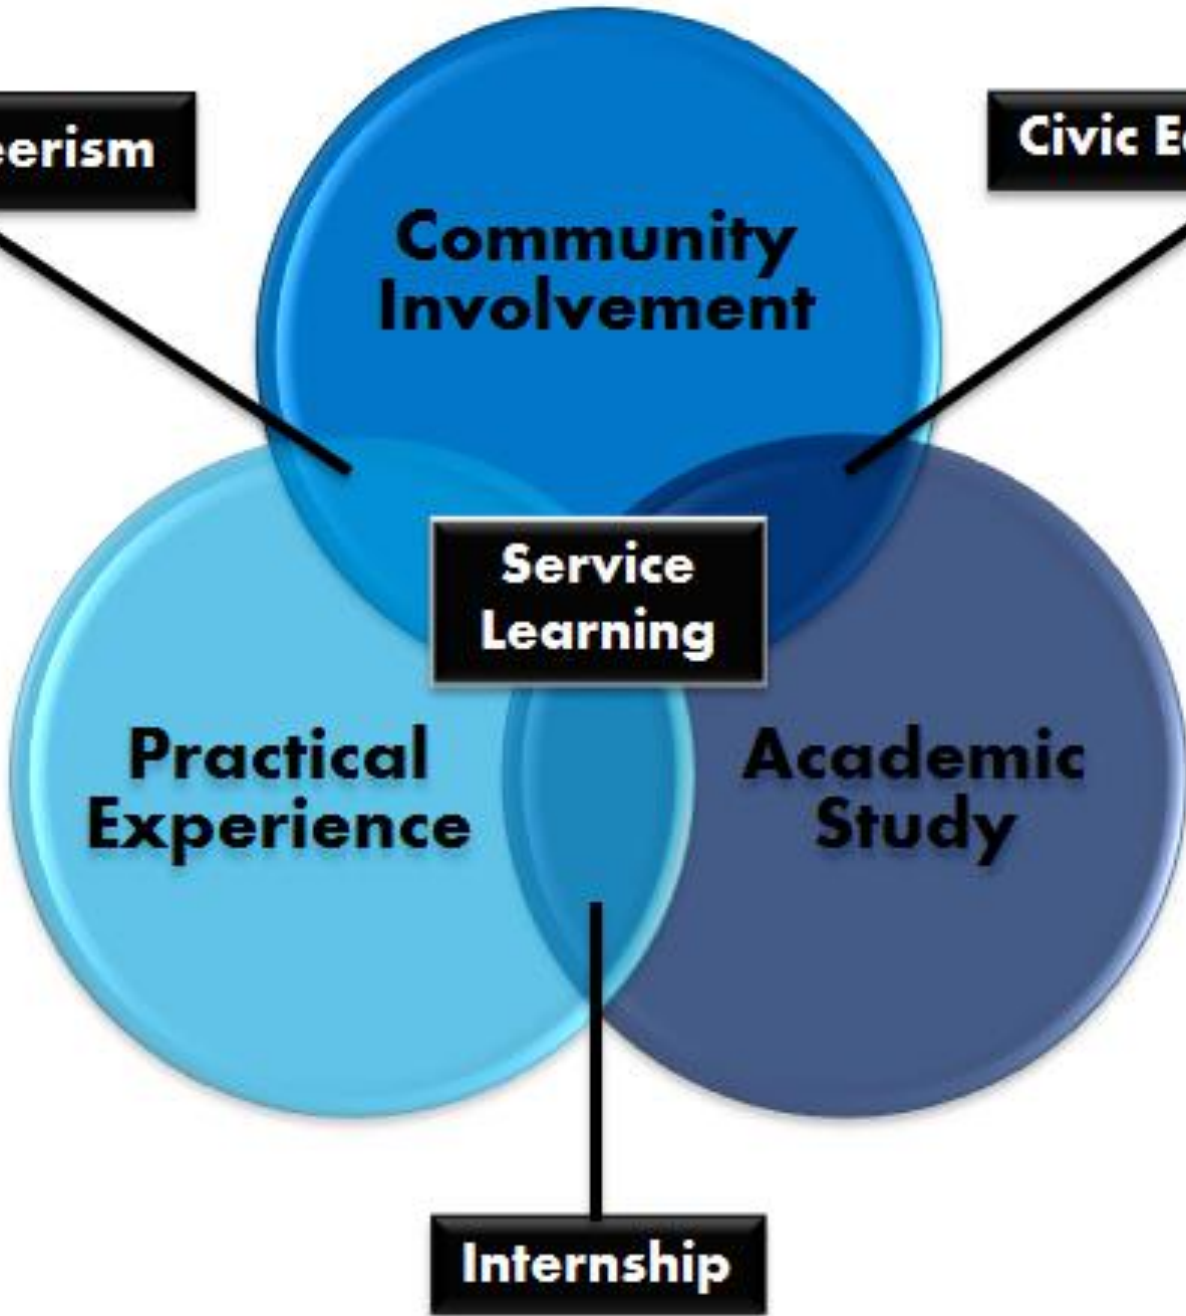 eerism
Civic E
Community
Involvement
Service
Learning
Practical
Experience
Academic
Study
Internship